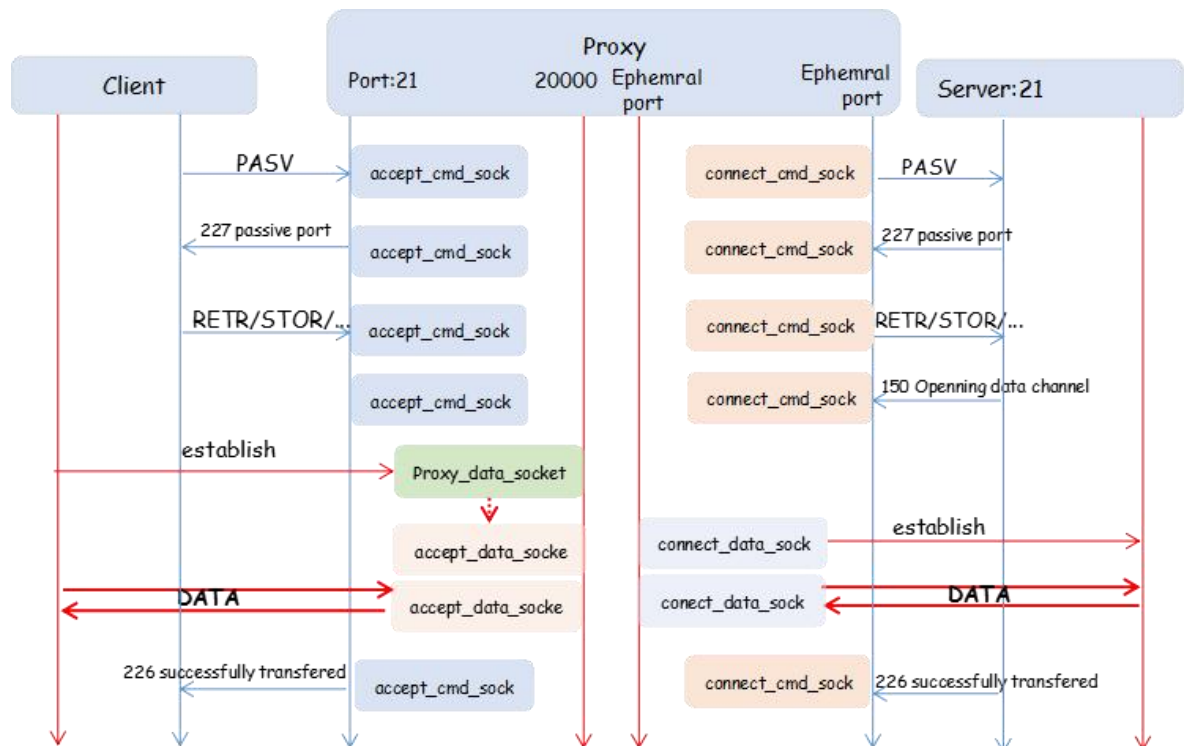 Proxy
Client
Port:21
20000
Ephemral
port
Ephemral
port
Server:21
PASV
accept_cmd_sock
connect_cmd_sock
PASV
227 passive port
accept_cmd_sock
connect_cmd_sock
227 passive port
RETR/STOR/...
accept_cmd_sock
connect_cmd_sock
RETR/STOR/...
accept_cmd_sock
connect_cmd_sock
150 Openning data channel
establish
Proxy_data_socket
accept_data_socke
connect_data_sock
establish
DATA
accept_data_socke
conect_data_sock
DATA
226 successfully transfered
accept_cmd_sock
connect_cmd_sock
226 successfully transfered